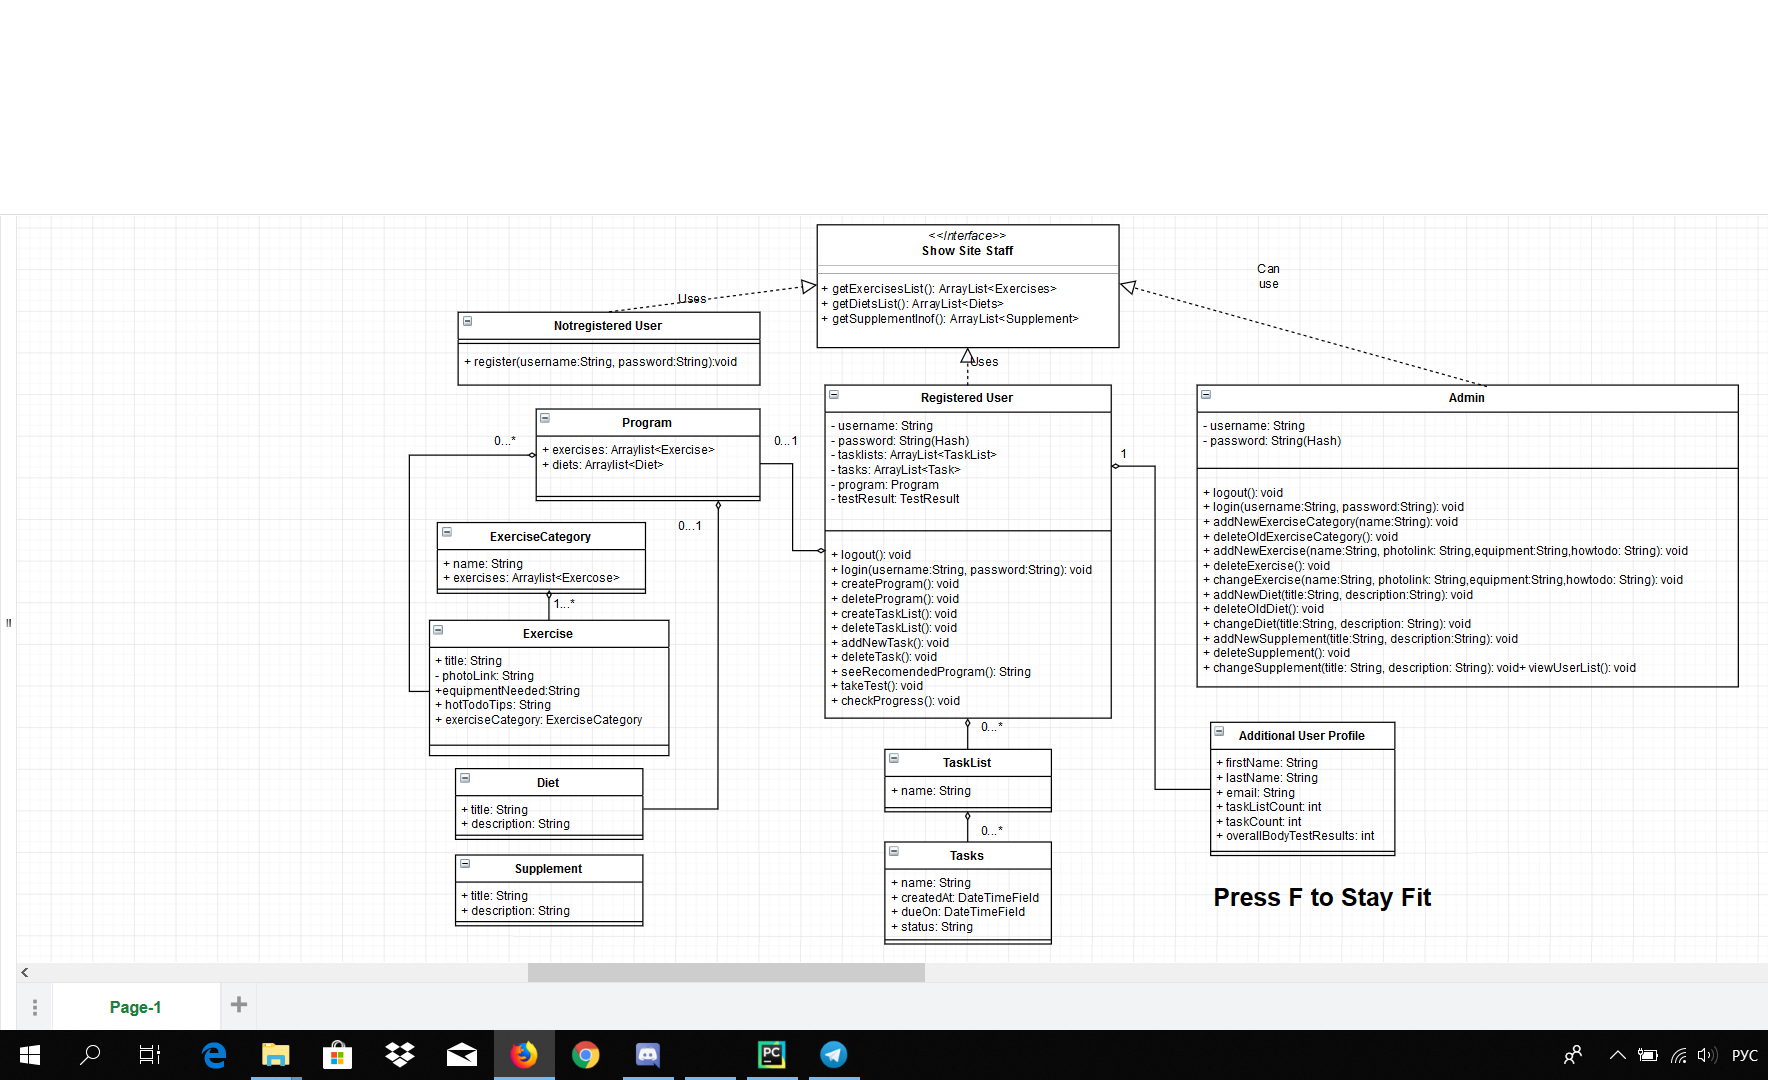 <<Interface>>
Show Site Staff
+ getExercisesList(): ArrayList<Exercises>
+ getDietsList(): ArrayList<Diets>
+ getSupplementInof(): ArrayList<Supplement>
Uses
Can
use
Notregistered User
+ register(username:String, password:String):void
Uses
Program
+ exercises: Arraylist<Exercise>
+ diets: Arraylist<Diet>
0...*
0...1
0...1
ExerciseCategory
+ name: String
+ exercises: Arraylist<Exercose>
1...*
Exercise
+ title: String
- photoLink: String
+equipmentNeeded:String
+ hotTodoTips: String
+ exerciseCategory: ExerciseCategory
Diet
+ title: String
+ description: String
Supplement
+ title: String
+ description: String
Registered User
- username: String
- password: String(Hash)
- tasklists: ArrayList<TaskList>
- tasks: ArrayList<Task>
- program: Program
- testResult: TestResult
+ logout(): void
+ login(username:String, password:String): void
+ createProgram(): void
+ deleteProgram(): void
+ createTaskList(): void
+ deleteTaskList(): void
+ addNewTask(): void
+ deleteTask(): void
+ seeRecomendedProgram(): String
+ takeTest(): void
+ checkProgress(): void
1
0...*
TaskList
+ name: String
0...*
Tasks
+ name: String
+ createdAt: DateTimeField
+ dueOn: DateTimeField
+ status: String
Admin
- username: String
- password: String(Hash)
+ logout(): void
+ login(username:String, password:String): void
+ addNewExerciseCategory(name:String): void
+ deleteOldExerciseCategory(): void
+ addNewExercise(name:String, photolink: String,equipment:String,howtodo: String): void
+ deleteExercise(): void
+ changeExercise(name:String, photolink: String,equipment:String,howtodo: String): void
+ addNewDiet(title:String, description:String): void
+ deleteOldDiet(): void
+ changeDiet(title:String, description: String): void
+ addNewSupplement(title:String, description:String): void
+ deleteSupplement(): void
+ changeSupplement(title: String, description: String): void+ viewUserList(): void
Additional User Profile
+ firstName: String
+ lastName: String
+ email: String
+ taskListCount: int
+ taskCount: int
+ overallBodyTestResults: int
Press F to Stay Fit
Page-1
PC
РУС